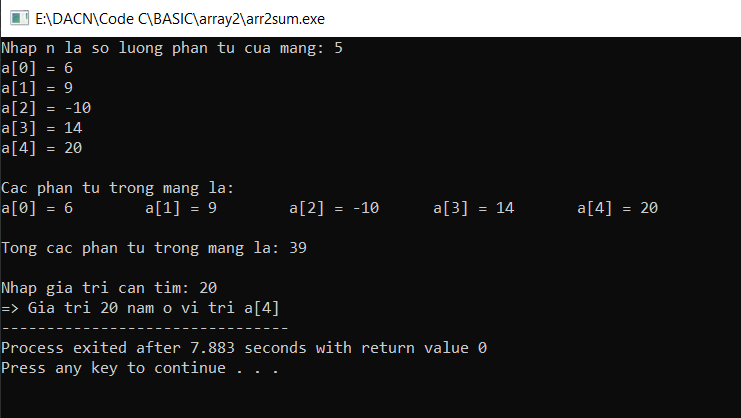 E:\DACN\Code C\BASIC\array2\arr2sum.exe
Nhap n la so luong phan tu cua mang: 5
a[0] = 6
a[1] = 9
a[2] = -10
a[3] = 14
a[4] = 20
Cac phan tu trong mang la:
a[0] = 6        a[1] = 9        a[2] = -10      a[3] = 14       a[4] = 20
Tong cac phan tu trong mang la: 39
Nhap gia tri can tim: 20
=> Gia tri 20 nam o vi tri a[4]
--------------------------------
Process exited after 7.883 seconds with return value 0
Press any key to continue . . .